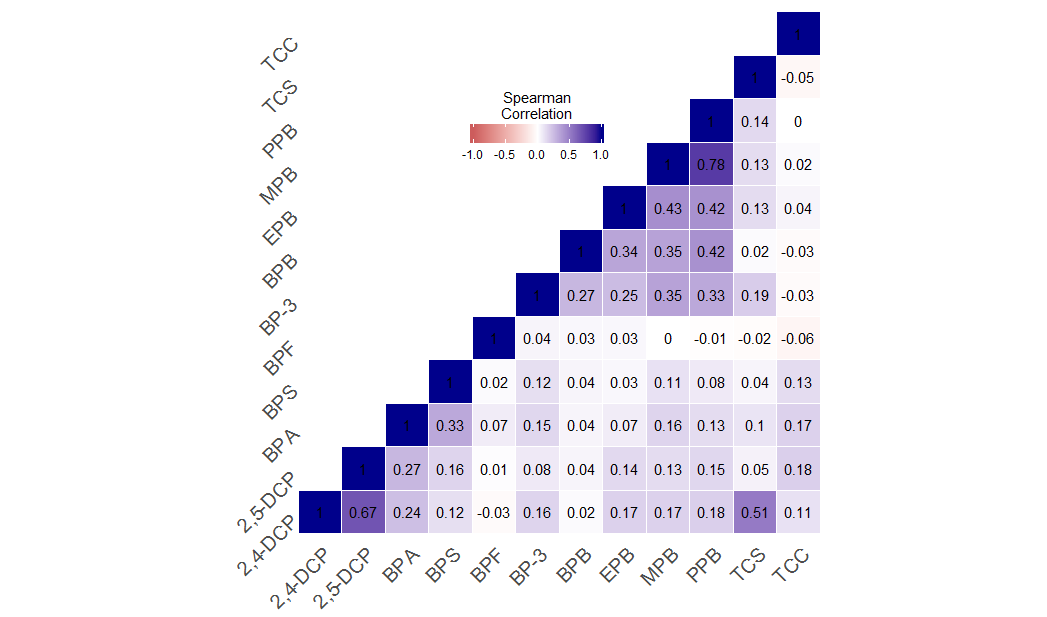 TCC 1
TCS 1 -0.05
Spearman
Correlation
-1.0 -0.5 0.0 0.5 1.0
PPB 1 0.14 0
MPB 1 0.78 0.13 0.02
EPB 1 0.43 0.42 0.13 0.04
BPB 1 0.34 0.35 0.42 0.02 -0.03
BP-3 1 0.27 0.25 0.35 0.33 0.19 -0.03
BPF 1 0.04 0.03 0.03 0 -0.01 -0.02 -0.06
BPS 1 0.02 0.12 0.04 0.03 0.11 0.08 0.04 0.13
BPA 1 0.33 0.07 0.15 0.04 0.07 0.16 0.13 0.1 0.17
2,5-DCP 1 0.27 0.16 0.01 0.08 0.04 0.14 0.13 0.15 0.05 0.18
2,4-DCP 1 0.67 0.24 0.12 -0.03 0.16 0.02 0.17 0.17 0.18 0.51 0.11
2,4-DCP 2,5-DCP BPA BPS BPF BP-3 BPB EPB MPB PPB TCS TCC